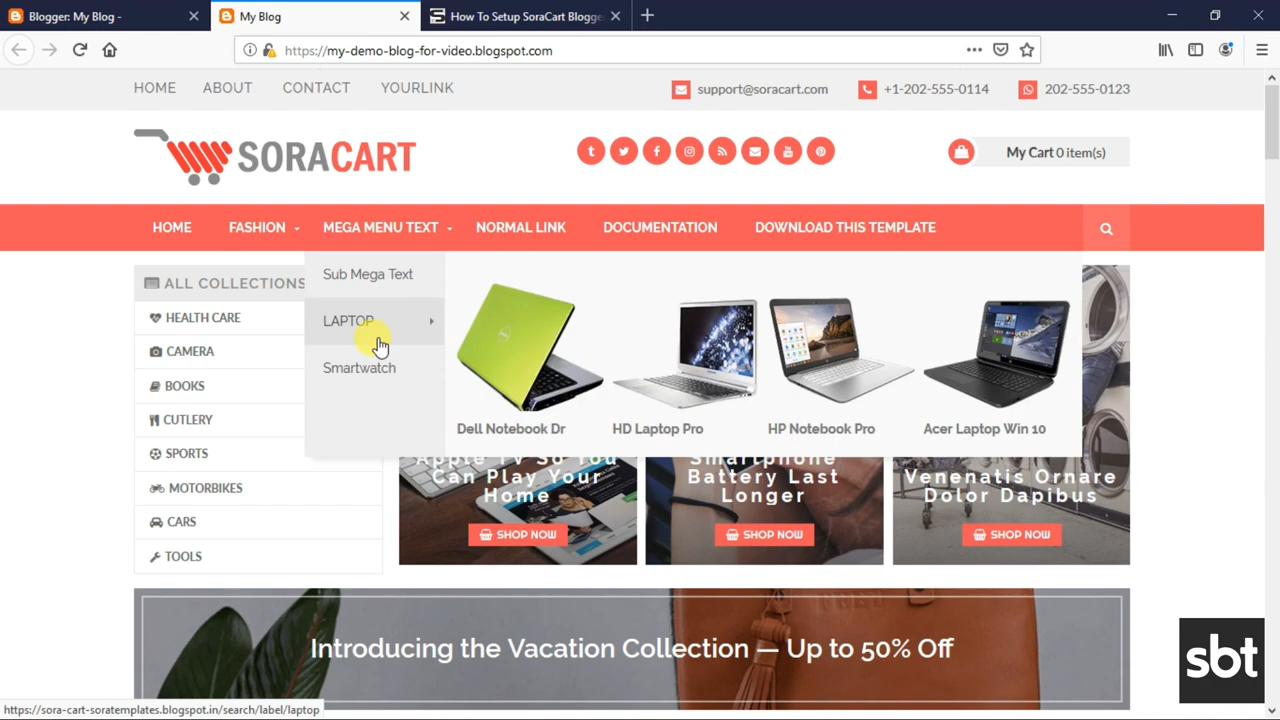 Blogger: My Blog -
My Blog
How To Setup SoraCart Blogge
https://my-demo-blog-for-video.blogspot.com
HOME ABOUT CONTACT YOURLINK
support@soracart.com +1-202-555-0114 202-555-0123
SORACART
My Cart 0 item(s)
HOME FASHION MEGA MENU TEXT NORMAL LINK DOCUMENTATION DOWNLOAD THIS TEMPLATE
ALL COLLECTIONS
HEALTH CARE
CAMERA
BOOKS
CUTLERY
SPORTS
MOTORBIKES
CARS
TOOLS
Sub Mega Text
LAPTOP
Smartwatch
Dell Notebook Dr
HD Laptop Pro
HP Notebook Pro
Acer Laptop Win 10
Apple TV So You
Can Play Your
Home
SHOP NOW
Smartphone
Battery Last
Longer
SHOP NOW
Venenatis Ornare
Dolor Dapibus
SHOP NOW
Introducing the Vacation Collection — Up to 50% Off
sbt
https://sora-cart-soratemplates.blogspot.in/search/label/laptop